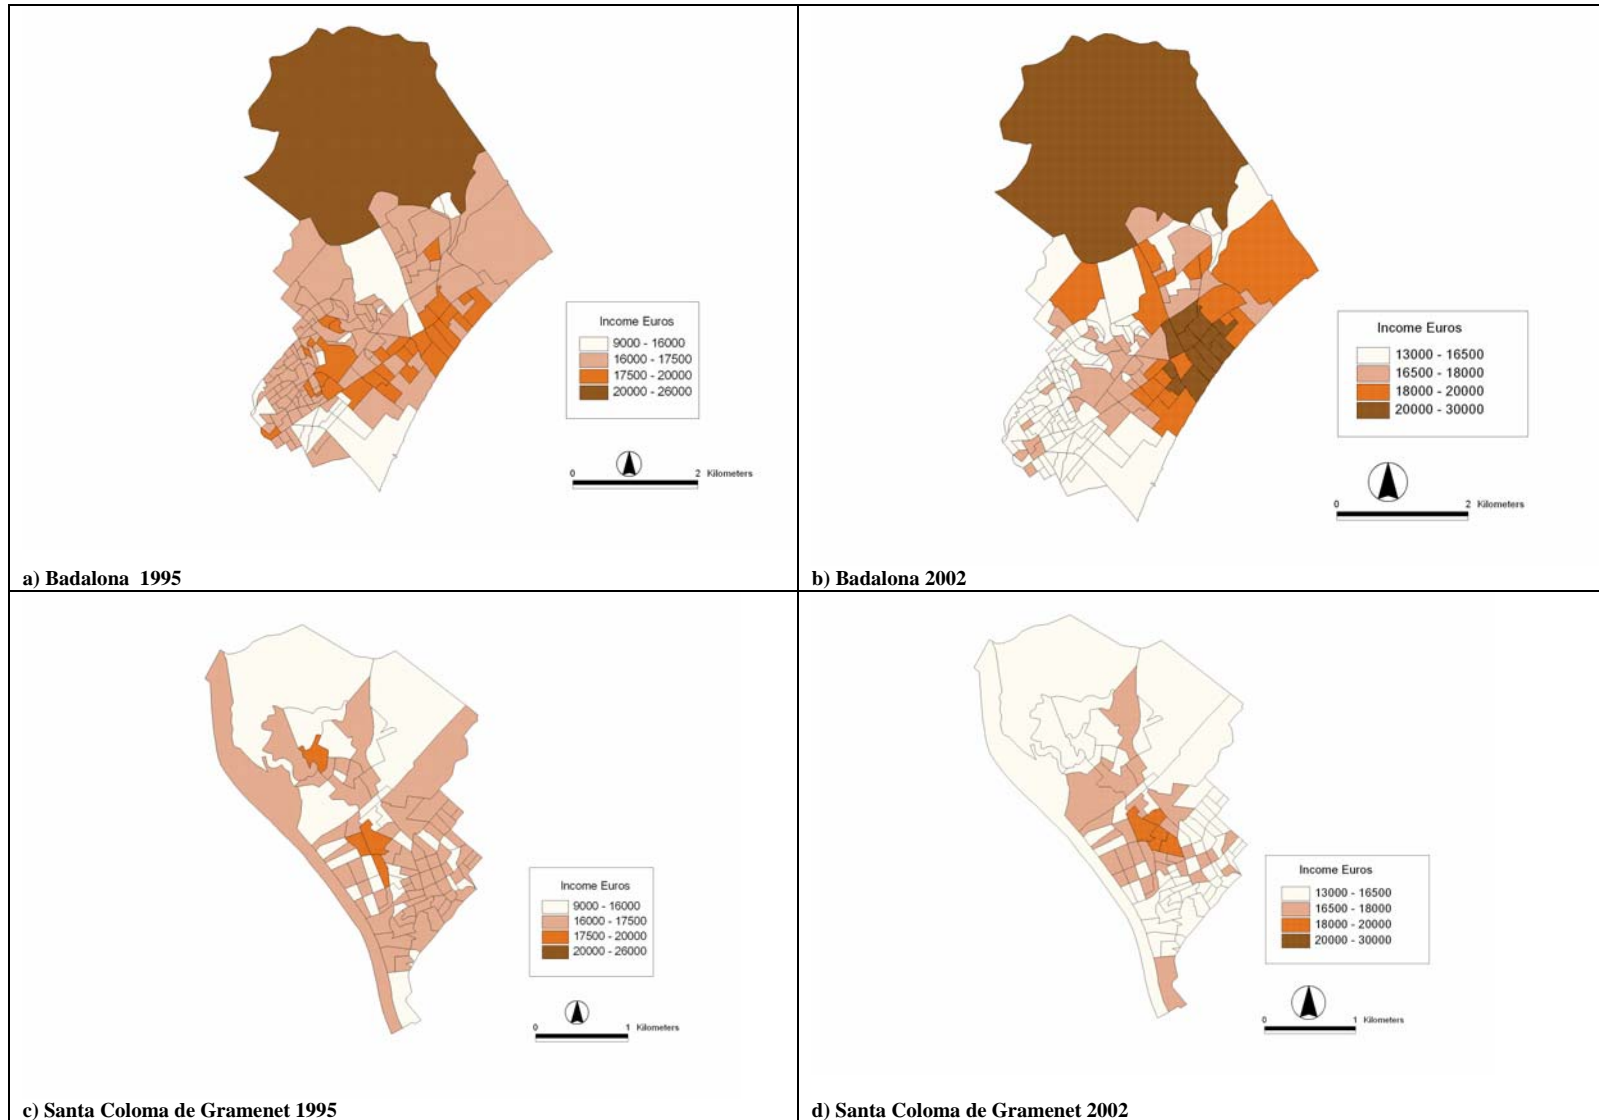 Income Euros
9000 - 16000
16000 - 17500
17500 - 20000
20000 - 26000
0 2 Kilometers
a) Badalona 1995
Income Euros
13000 - 16500
16500 - 18000
18000 - 20000
20000 - 30000
0 2 Kilometers
b) Badalona 2002
Income Euros
9000 - 16000
16000 - 17500
17500 - 20000
20000 - 26000
0 1 Kilometers
c) Santa Coloma de Gramenet 1995
Income Euros
13000 - 16500
16500 - 18000
18000 - 20000
20000 - 30000
0 1 Kilometers
d) Santa Coloma de Gramenet 2002